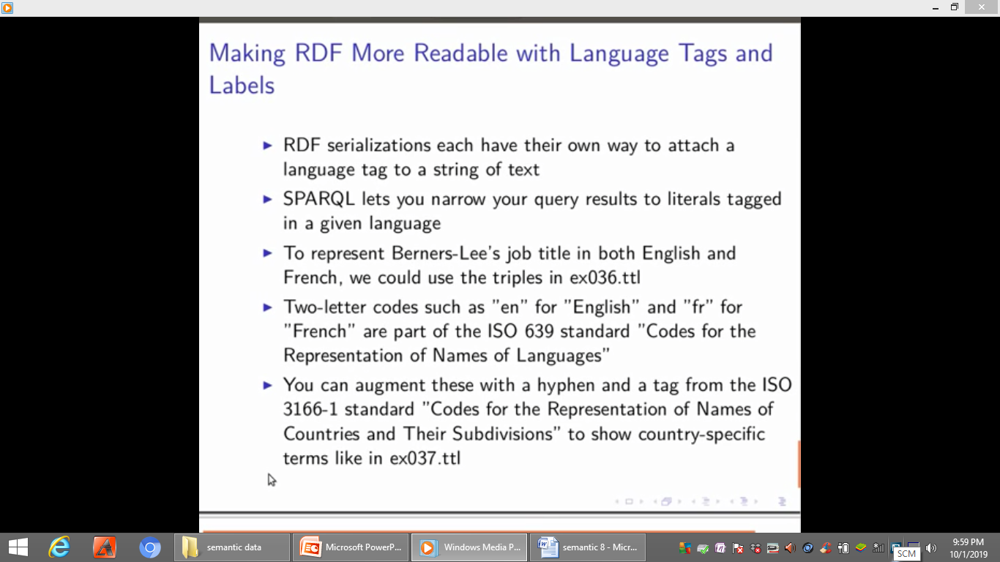 Making RDF More Readable with Language Tags and
Labels
RDF serializations each have their own way to attach a
language tag to a string of text
SPARQL lets you narrow your query results to literals tagged
in a given language
To represent Berners-Lee's job title in both English and
French, we could use the triples in ex036.ttl
Two-letter codes such as ”en” for ”English” and ”fr” for
”French” are part of the ISO 639 standard ”Codes for the
Representation of Names of Languages”
You can augment these with a hyphen and a tag from the ISO
3166-1 standard ”Codes for the Representation of Names of
Countries and Their Subdivisions” to show country-specific
terms like in ex037.ttl
semantic data
Microsoft PowerP...
Windows Media P...
semantic 8 - Micr...
9:59 PM
10/1/2019
SCM